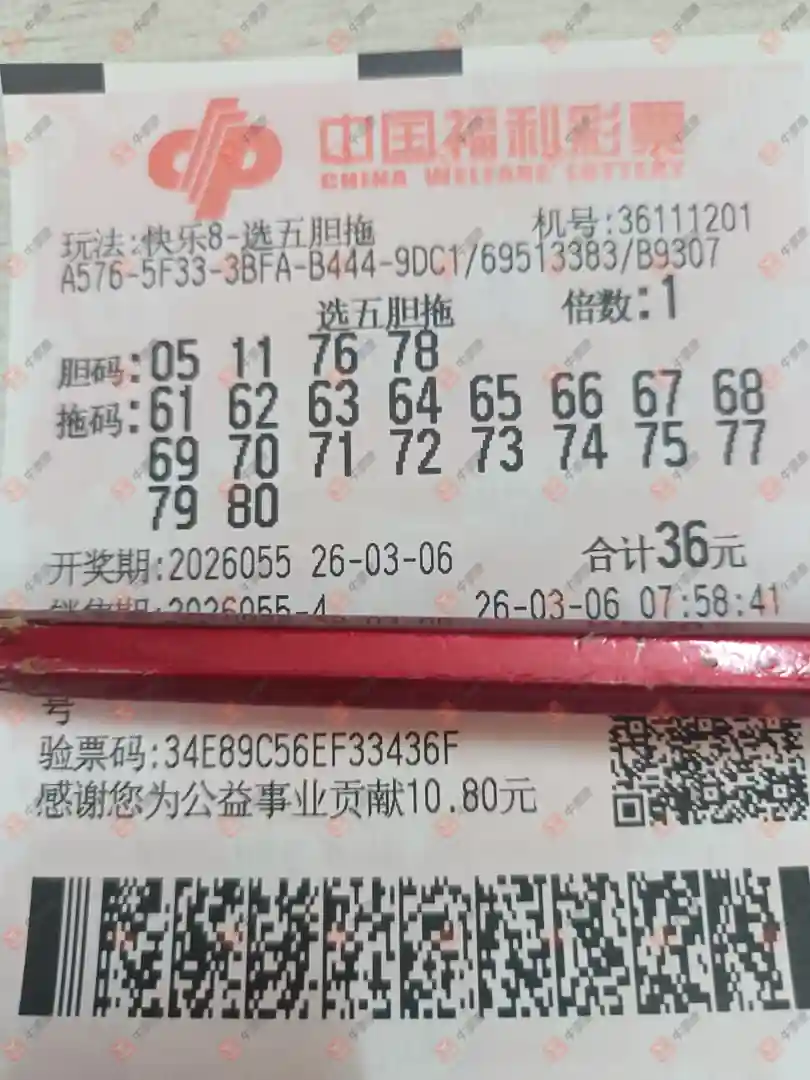 中国福利彩票
CHINA WELFARE LOTTERY
玩法:快乐8-选五胆拖 机号:36111201
A576-5F33-3BFA-B444-9DC1/69513383/B9307
选五胆拖 倍数:1
胆码:05 11 76 78
拖码:61 62 63 64 65 66 67 68
69 70 71 72 73 74 75 77
79 80
开奖期:2026055 26-03-06 合计36元
销售期:2026055-4 26-03-06 07:58:41
号
验票码:34E89C56EF33436F
感谢您为公益事业贡献10.80元